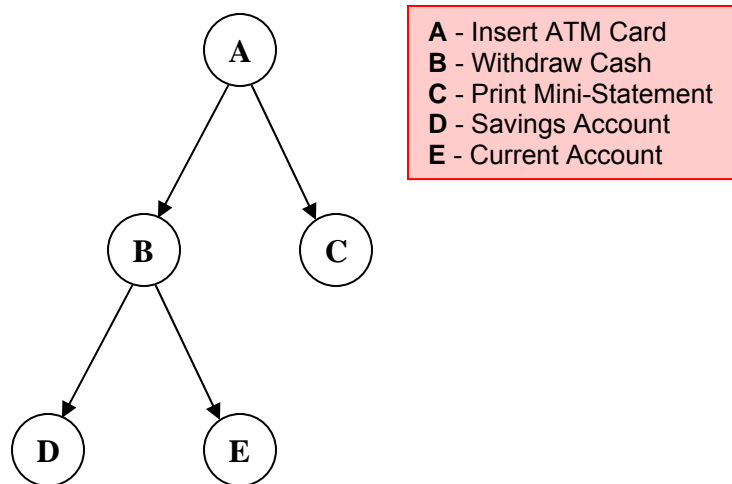 A
A - Insert ATM Card
B - Withdraw Cash
C - Print Mini-Statement
D - Savings Account
E - Current Account
B
C
D
E